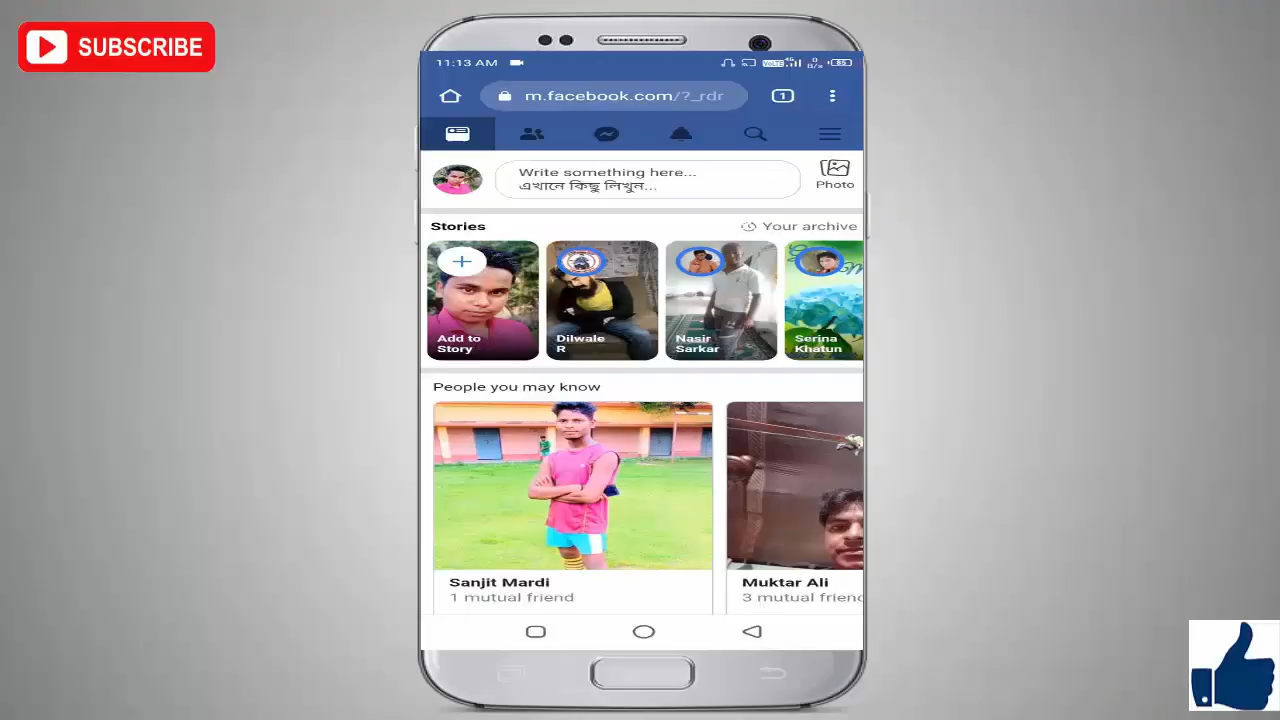 SUBSCRIBE
11:13 AM
m.facebook.com/?_rdr
1
Write something here...
এখানে কিছু লিখুন...
Photo
Stories
Your archive
Add to
Story
Dilwale
R
Nasir
Sarkar
Serina
Khatun
People you may know
Sanjit Mardi
1 mutual friend
Muktar Ali
3 mutual frien